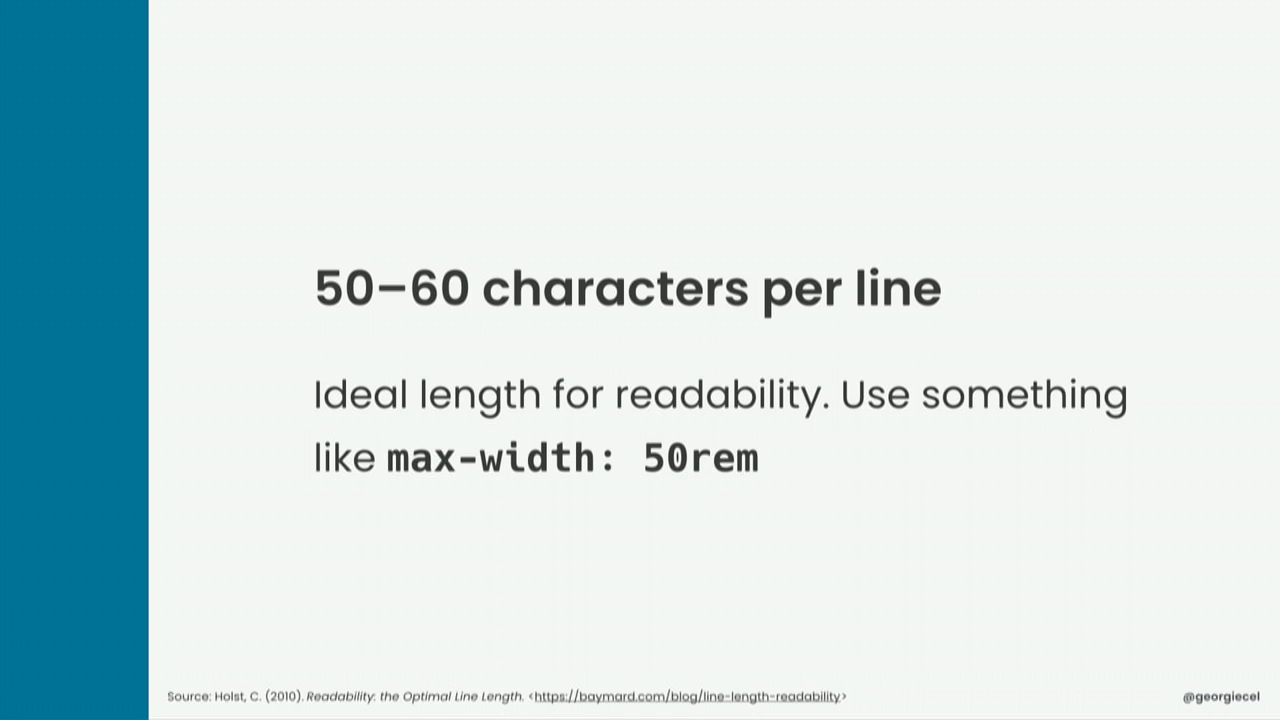 50–60 characters per line
Ideal length for readability. Use something
like max-width: 50rem
Source: Holst, C. (2010). Readability: the Optimal Line Length. <https://baymard.com/blog/line-length-readability>
@georgiecel